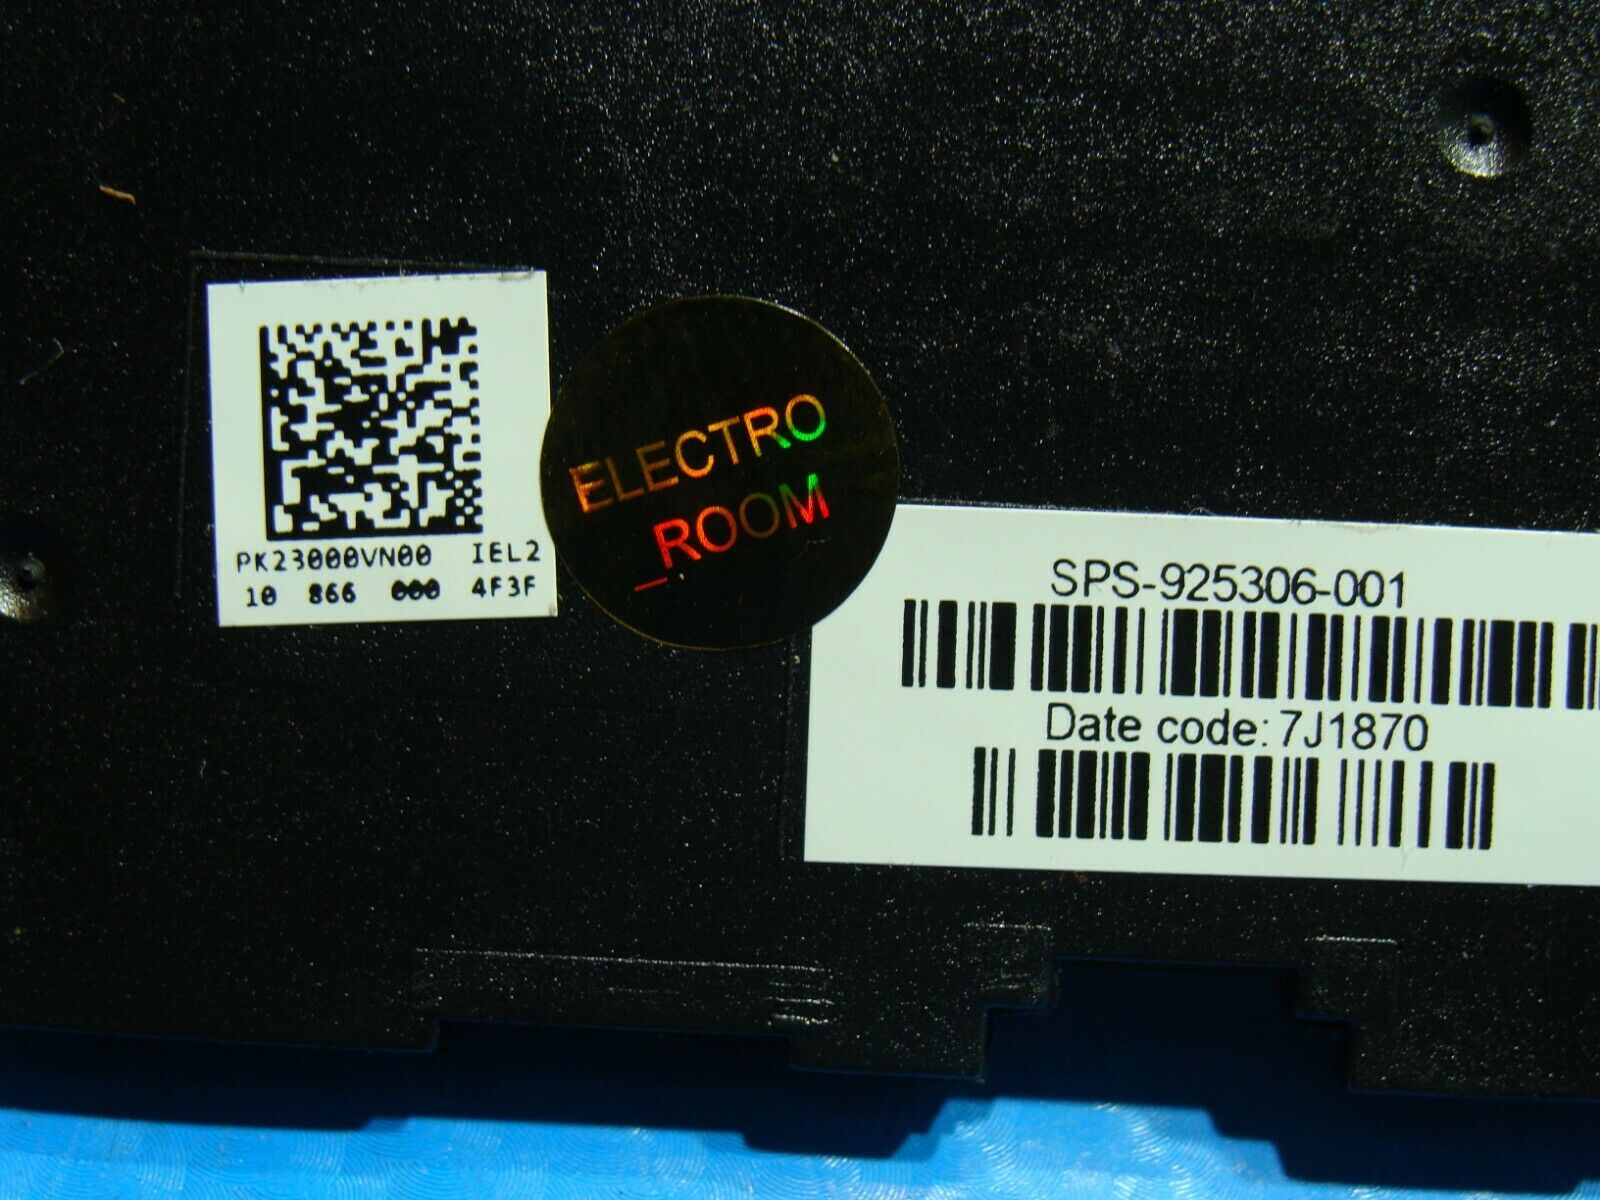 PK23000VN00 IEL2
10 866 000 4F3F
ELECTRO
_ROOM
SPS-925306-001
Date code: 7J1870